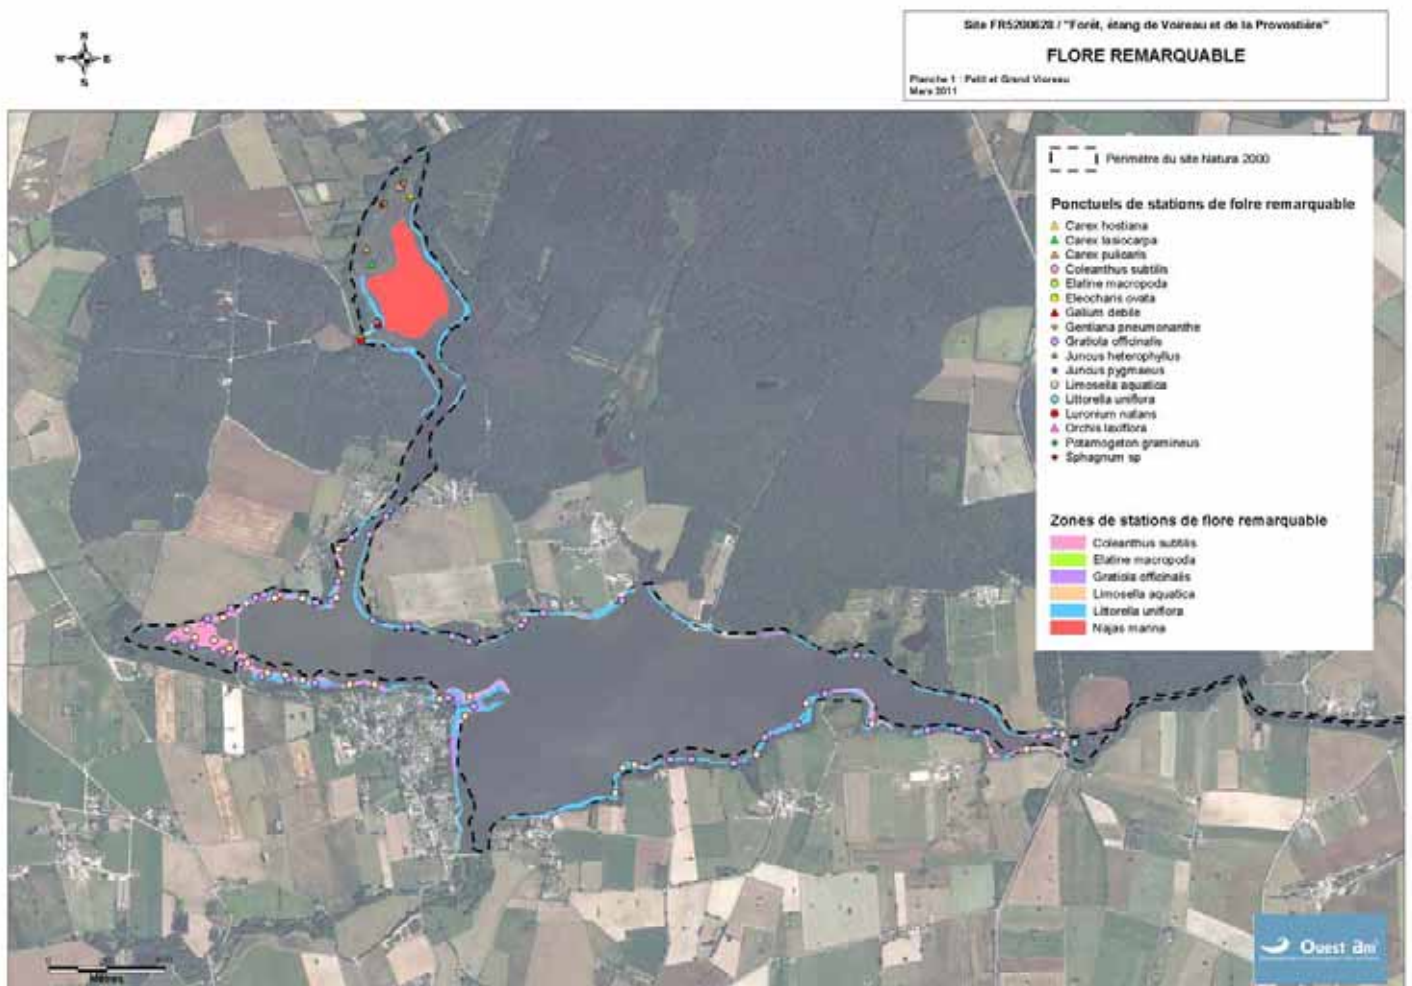 Site FR5200628 / "Forêt, étang de Voireau et de la Provostière"
FLORE REMARQUABLE
Planche 1 : Petit et Grand Vioreau
Mars 2011
N
W E
S
Périmètre du site Natura 2000
Ponctuels de stations de folre remarquable
Carex hostiana
Carex lasiocarpa
Carex pulicaris
Coleanthus subtilis
Elatine macropoda
Eleocharis ovata
Galium debile
Gentiana pneumonanthe
Gratiola officinalis
Juncus heterophyllus
Juncus pygmaeus
Limosella aquatica
Littorella uniflora
Luronium natans
Orchis laxiflora
Potamogeton gramineus
Sphagnum sp
Zones de stations de flore remarquable
Coleanthus subtilis
Elatine macropoda
Gratiola officinalis
Limosella aquatica
Littorella uniflora
Najas marina
0
Mètres
Ouest am'